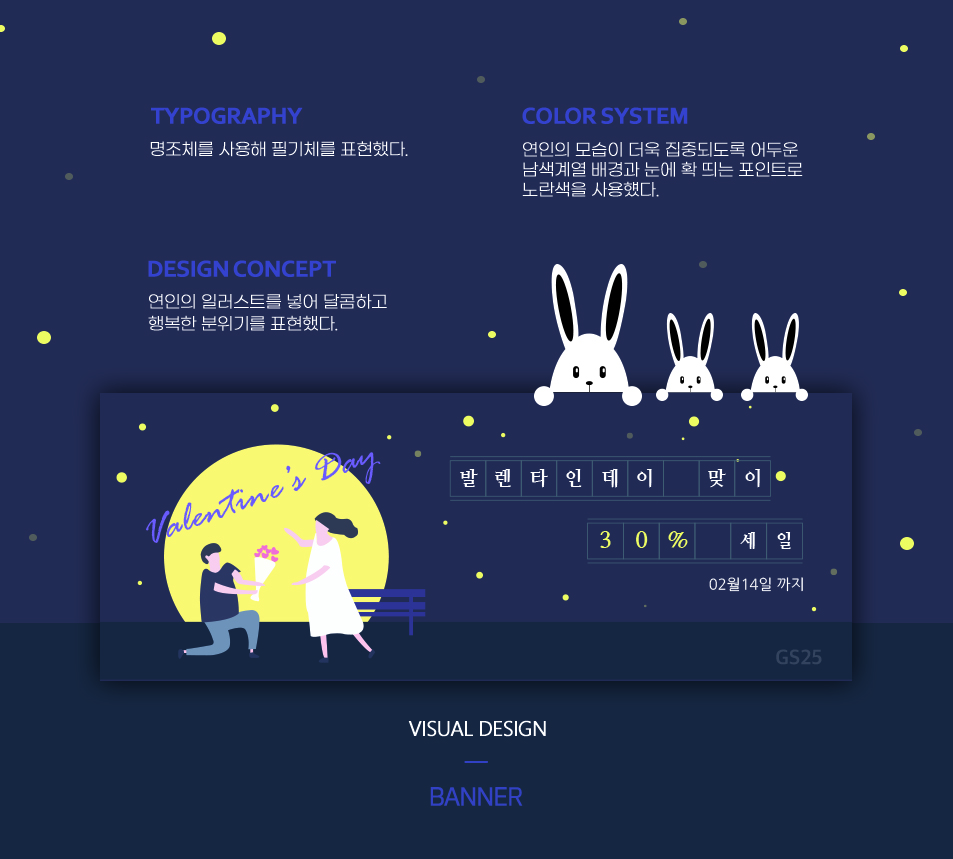 TYPOGRAPHY
명조체를 사용해 필기체를 표현했다.
COLOR SYSTEM
연인의 모습이 더욱 집중되도록 어두운
남색계열 배경과 눈에 확 띄는 포인트로
노란색을 사용헀다.
DESIGN CONCEPT
연인의 일러스트를 넣어 달콤하고
행복한 분위기를 표현했다.
Valentine's Day
발렌타인데이 맞이
30% 세일
02월14일 까지
GS25
VISUAL DESIGN
BANNER